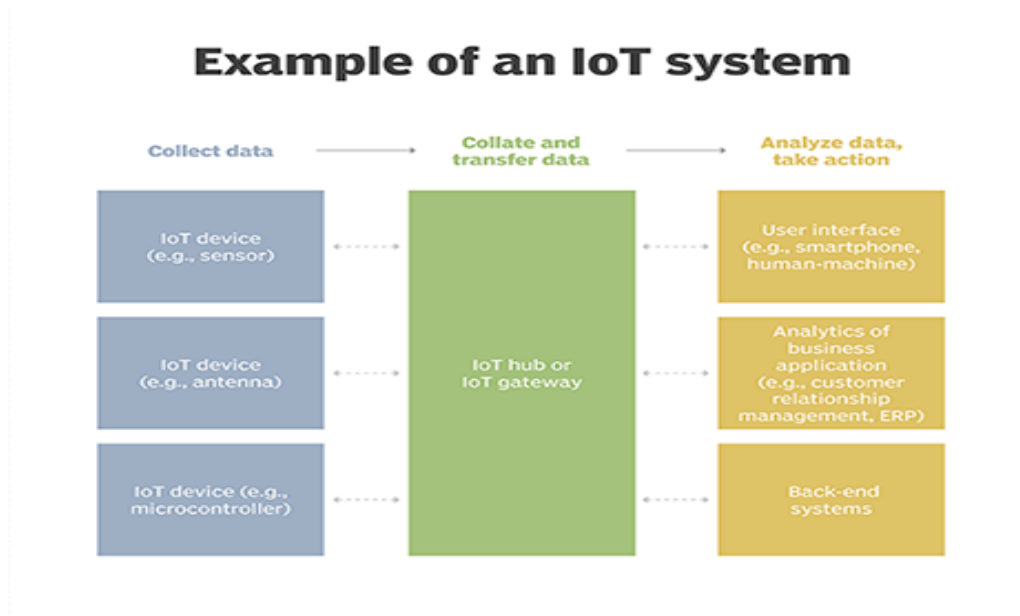 Example of an IoT system
Collect data
Collate and
transfer data
Analyze data,
take action
IoT device
(e.g., sensor)
IoT device
(e.g., antenna)
IoT device (e.g.,
microcontroller)
IoT hub or
IoT gateway
User interface
(e.g., smartphone,
human-machine)
Analytics of
business
application
(e.g., customer
relationship
management, ERP)
Back-end
systems